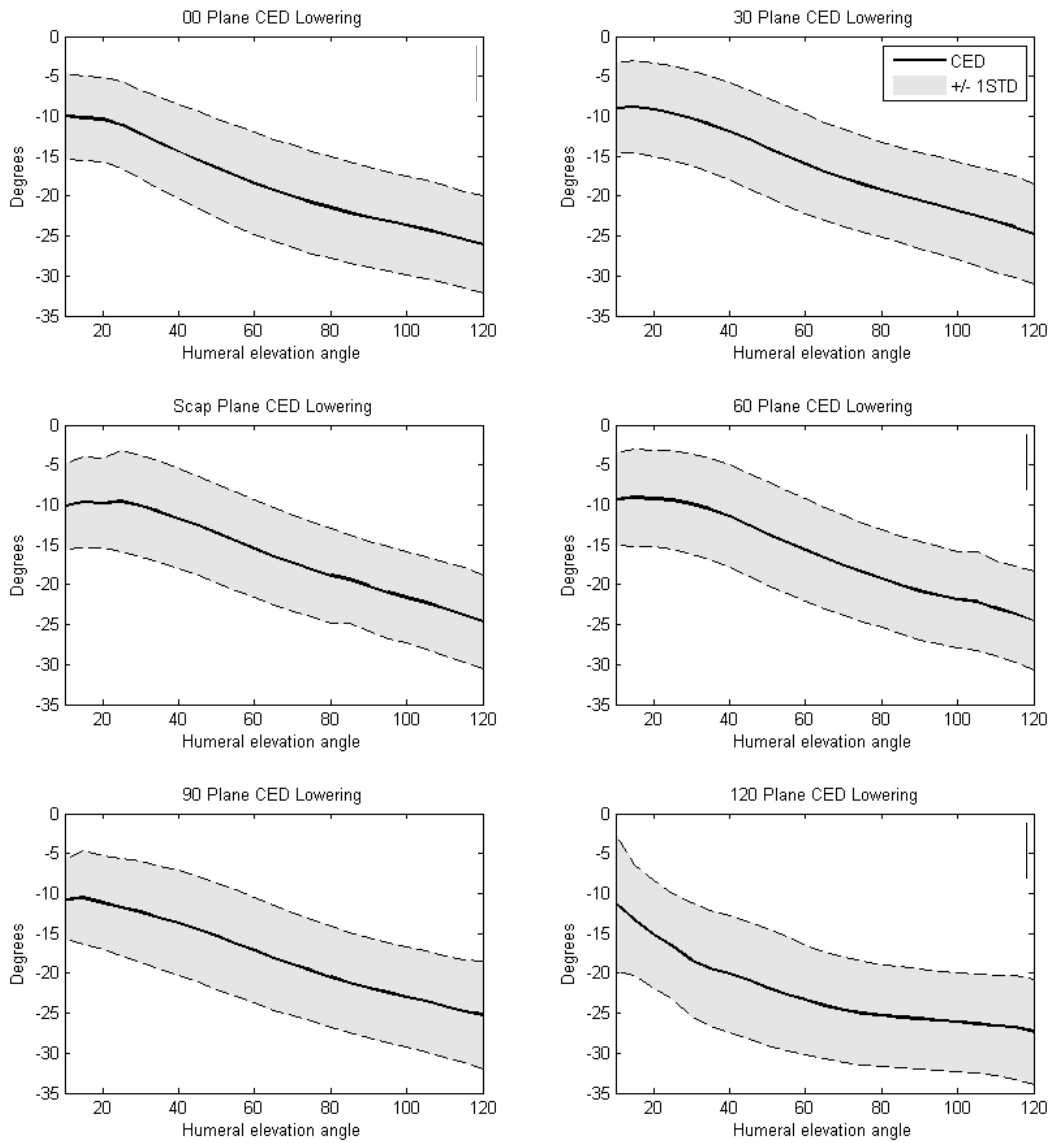 00 Plane CED Lowering
0
-5
-10
-15
-20
-25
-30
-35
Degrees
20 40 60 80 100 120
Humeral elevation angle
30 Plane CED Lowering
CED
+/- 1STD
0
-5
-10
-15
-20
-25
-30
-35
Degrees
20 40 60 80 100 120
Humeral elevation angle
Scap Plane CED Lowering
0
-5
-10
-15
-20
-25
-30
-35
Degrees
20 40 60 80 100 120
Humeral elevation angle
60 Plane CED Lowering
0
-5
-10
-15
-20
-25
-30
-35
Degrees
20 40 60 80 100 120
Humeral elevation angle
90 Plane CED Lowering
0
-5
-10
-15
-20
-25
-30
-35
Degrees
20 40 60 80 100 120
Humeral elevation angle
120 Plane CED Lowering
0
-5
-10
-15
-20
-25
-30
-35
Degrees
20 40 60 80 100 120
Humeral elevation angle